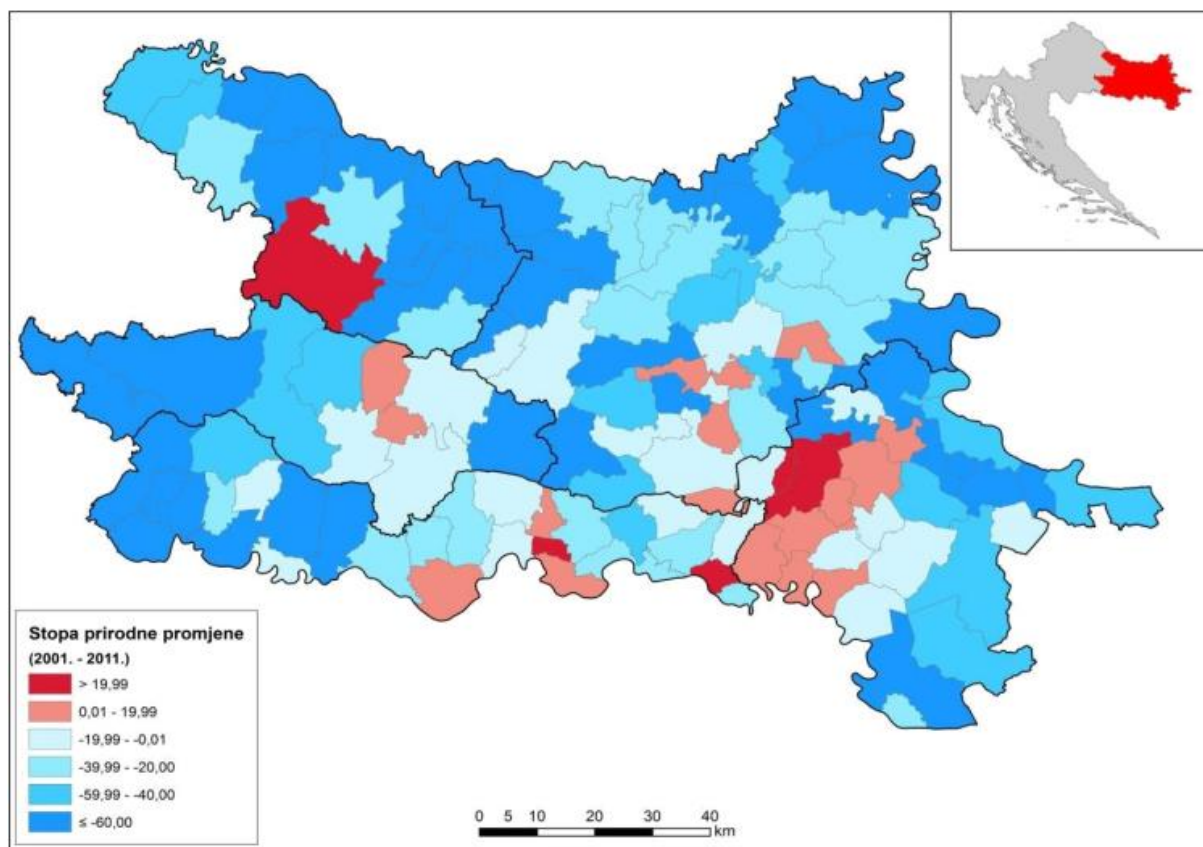 Stopa prirodne promjene
(2001. - 2011.)
> 19,99
0,01 - 19,99
-19,99 - -0,01
-39,99 - -20,00
-59,99 - -40,00
≤ -60,00
0 5 10 20 30 40
km